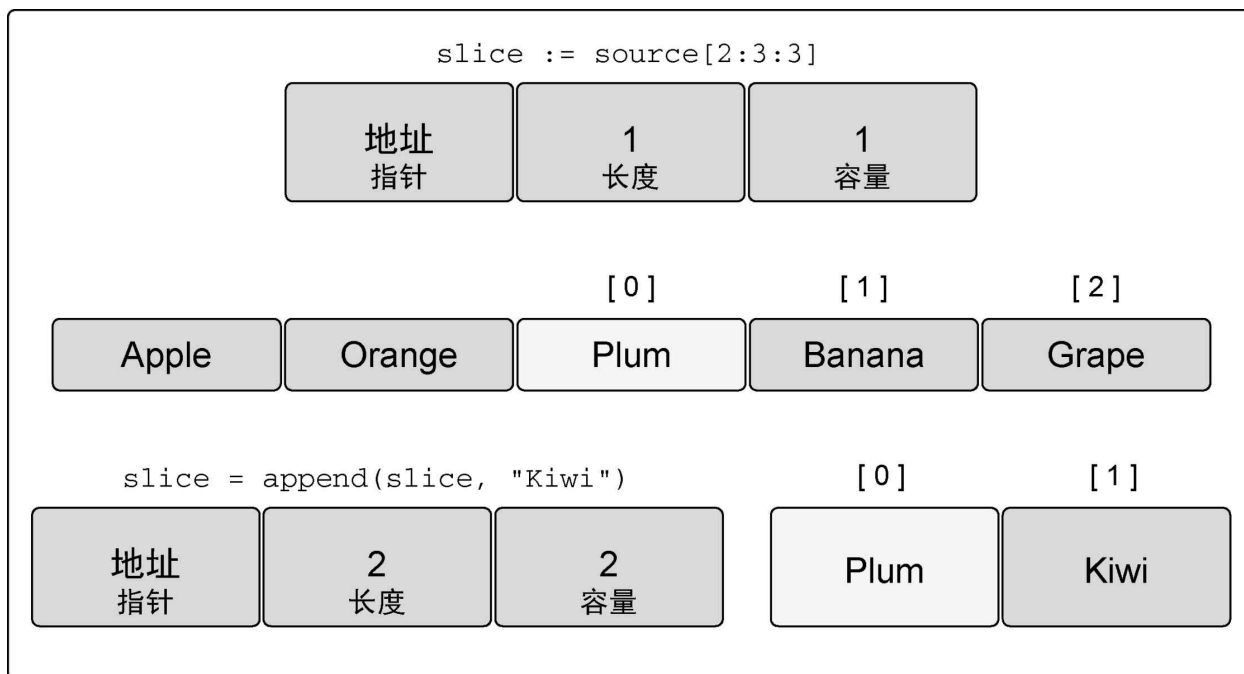 slice := source[2:3:3]
地址 1 1
指针 长度 容量
[0] [1] [2]
Apple Orange Plum Banana Grape
slice = append(slice, "Kiwi") [0] [1]
地址 2 2 Plum Kiwi
指针 长度 容量